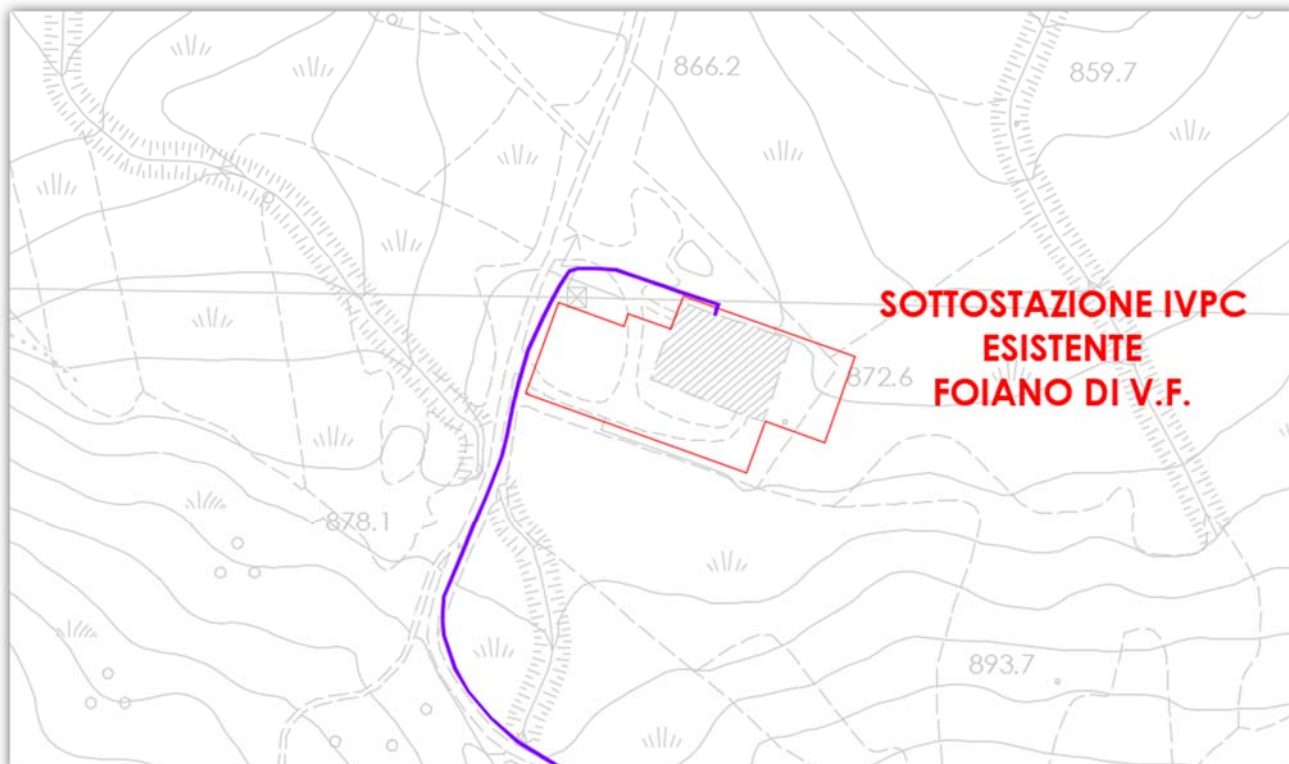 866.2
859.7
SOTTOSTAZIONE IVPC
ESISTENTE
FOIANO DI V.F.
872.6
878.1
893.7